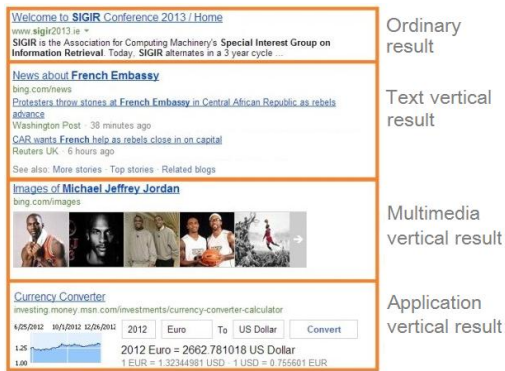 Welcome to SIGIR Conference 2013 / Home
www.sigir2013.ie
SIGIR is the Association for Computing Machinery's Special Interest Group on
Information Retrieval. Today, SIGIR alternates in a 3 year cycle ...
Ordinary
result
News about French Embassy
bing.com/news
Protesters throw stones at French Embassy in Central African Republic as rebels
advance
Washington Post · 38 minutes ago
CAR wants French help as rebels close in on capital
Reuters UK · 6 hours ago
See also: More stories · Top stories · Related blogs
Text vertical
result
Images of Michael Jeffrey Jordan
bing.com/images
Multimedia
vertical result
Currency Converter
investing.money.msn.com/investments/currency-converter-calculator
6/25/2012 10/1/2012 12/26/2012
1.25
1.00
2012 Euro To US Dollar Convert
2012 Euro = 2662.781018 US Dollar
1 EUR = 1.32344981 USD · 1 USD = 0.755601 EUR
Application
vertical result